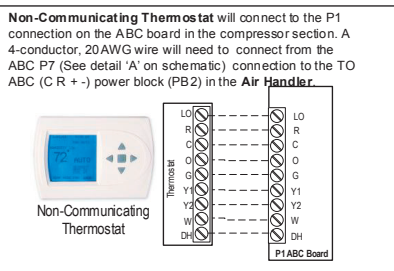 Non-Communicating Thermostat will connect to the P1
connection on the ABC board in the compressor section. A
4-conductor, 20AWG wire will need to connect from the
ABC P7 (See detail ‘A’ on schematic) connection to the TO
ABC (C R + -) power block (PB2) in the Air Handler.
72°
Non-Communicating
Thermostat
Thermostat
LO
R
C
O
G
Y1
Y2
W
DH
LO
R
C
O
G
Y1
Y2
W
DH
P1 ABC Board